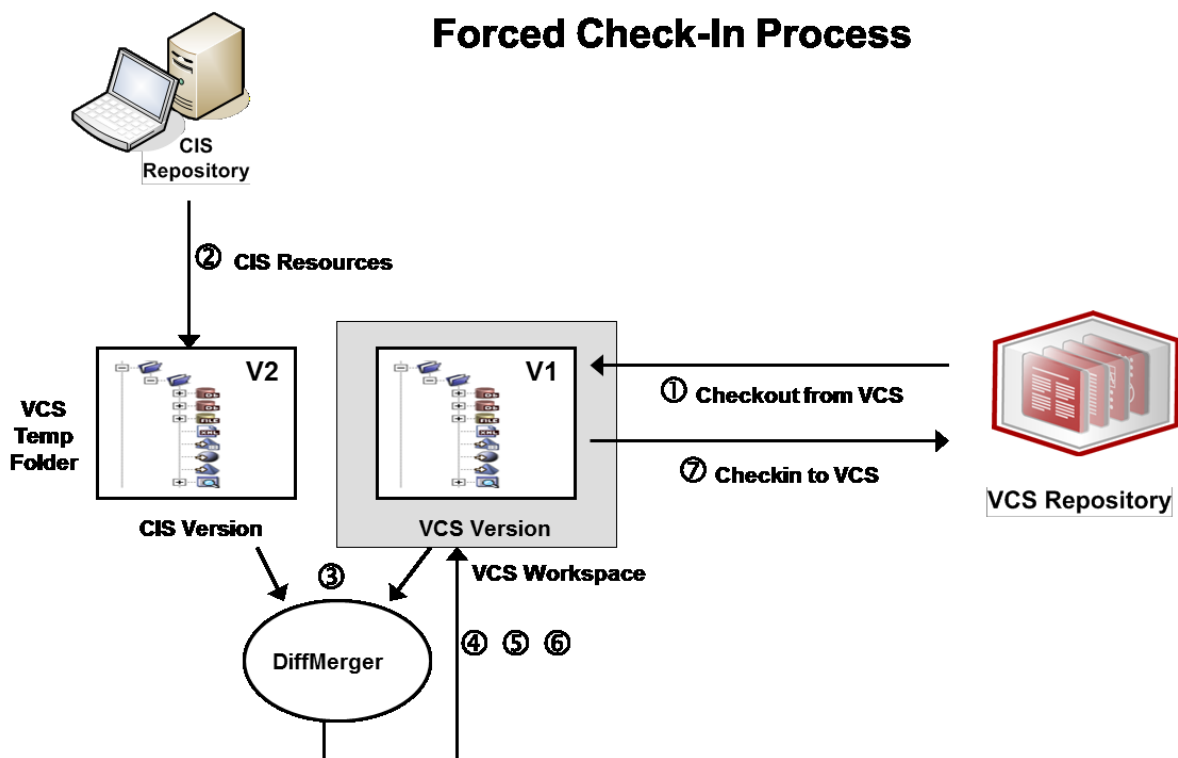 Forced Check-In Process
CIS
Repository
② CIS Resources
V2
V1
VCS
Temp
Folder
① Checkout from VCS
⑦ Checkin to VCS
VCS Repository
CIS Version
VCS Version
VCS Workspace
③
DiffMerger
④ ⑤ ⑥